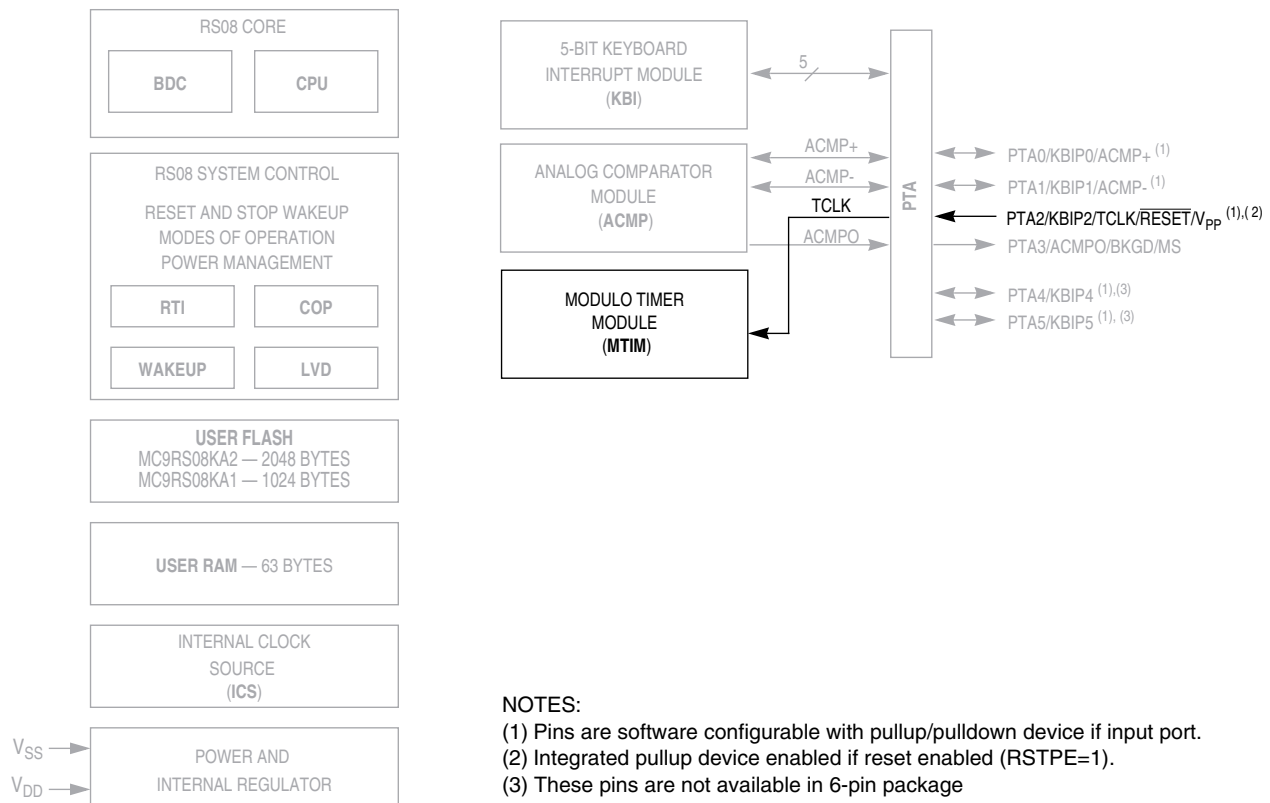 RS08 CORE
BDC
CPU
RS08 SYSTEM CONTROL
RESET AND STOP WAKEUP
MODES OF OPERATION
POWER MANAGEMENT
RTI
COP
WAKEUP
LVD
USER FLASH
MC9RS08KA2 — 2048 BYTES
MC9RS08KA1 — 1024 BYTES
USER RAM — 63 BYTES
INTERNAL CLOCK
SOURCE
(ICS)
VSS
VDD
POWER AND
INTERNAL REGULATOR
5-BIT KEYBOARD
INTERRUPT MODULE
(KBI)
5
ANALOG COMPARATOR
MODULE
(ACMP)
ACMP+
ACMP-
TCLK
ACMPO
MODULO TIMER
MODULE
(MTIM)
PTA
PTA0/KBIP0/ACMP+ (1)
PTA1/KBIP1/ACMP- (1)
PTA2/KBIP2/TCLK/RESET/VPP (1),( 2)
PTA3/ACMPO/BKGD/MS
PTA4/KBIP4 (1),(3)
PTA5/KBIP5 (1), (3)
NOTES:
(1) Pins are software configurable with pullup/pulldown device if input port.
(2) Integrated pullup device enabled if reset enabled (RSTPE=1).
(3) These pins are not available in 6-pin package